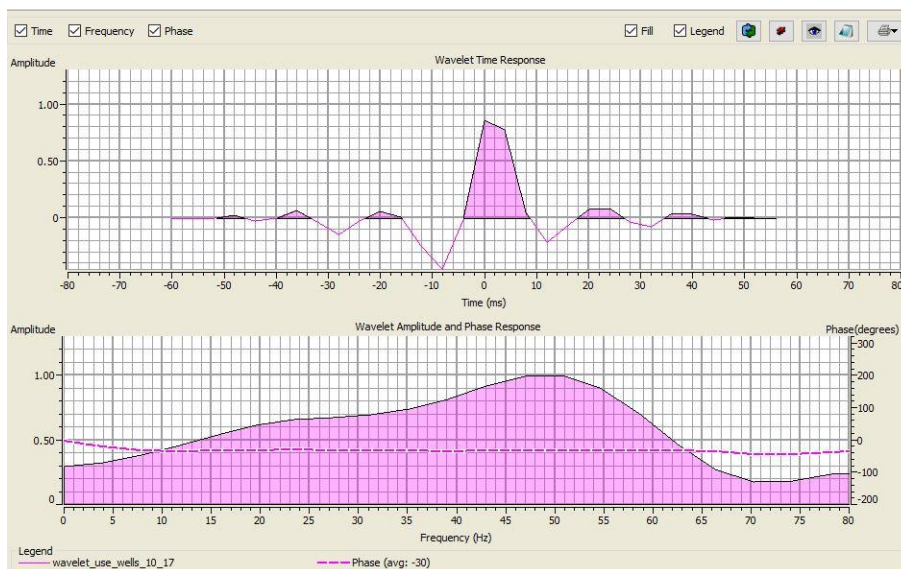 Time Frequency Phase Fill Legend
Amplitude Wavelet Time Response
1.00
0.50
0
-80 -70 -60 -50 -40 -30 -20 -10 0 10 20 30 40 50 60 70 80
Time (ms)
Amplitude Wavelet Amplitude and Phase Response Phase(degrees)
300
1.00 200
100
0.50 -0
-100
0 -200
0 5 10 15 20 25 30 35 40 45 50 55 60 65 70 75 80
Frequency (Hz)
Legend
wavelet_use_wells_10_17 Phase (avg: -30)